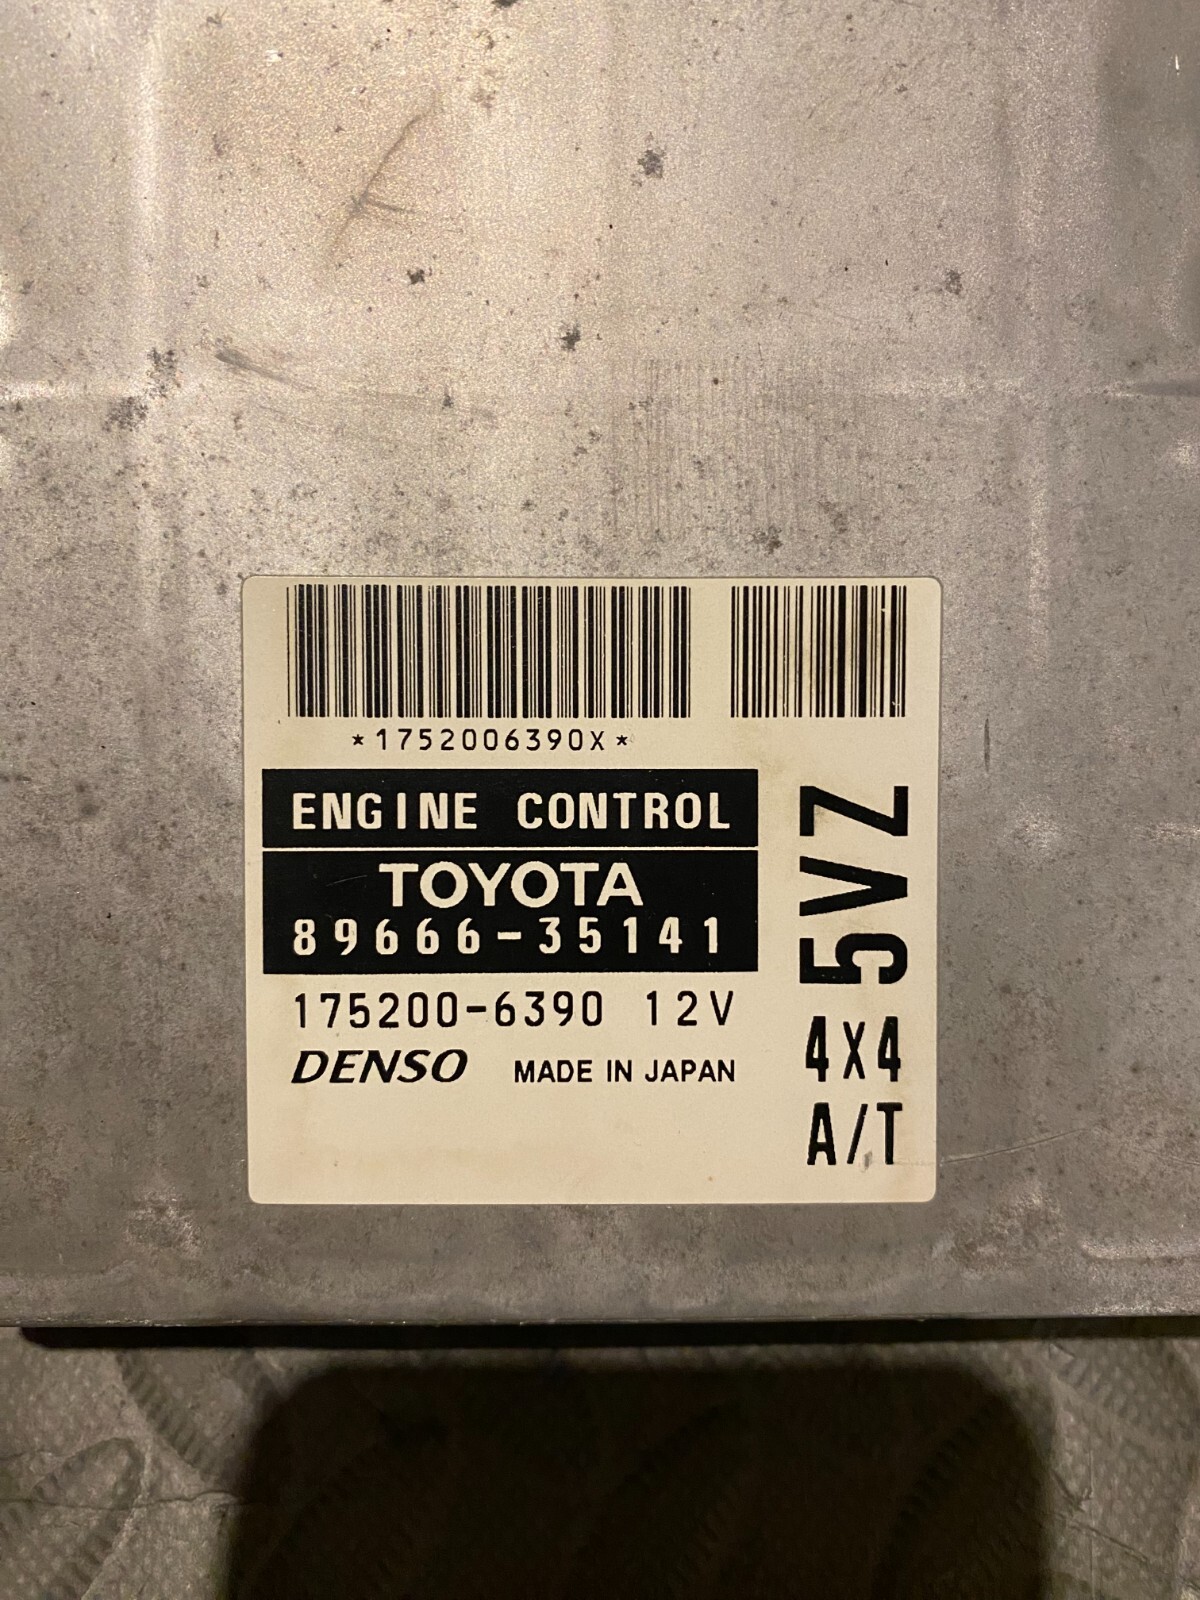 *1752006390X*
ENGINE CONTROL
TOYOTA
89666-35141
175200-6390 12V
DENSO MADE IN JAPAN
5VZ
4X4
A/T